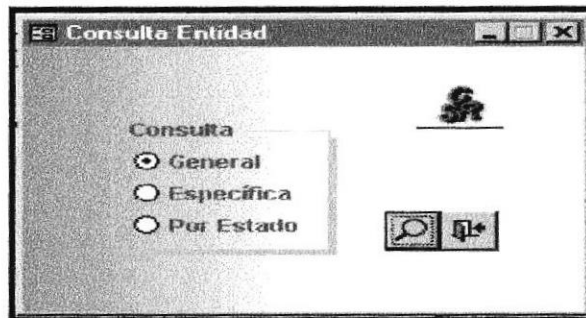 Consulta Entidad
Consulta
General
Específica
Por Estado